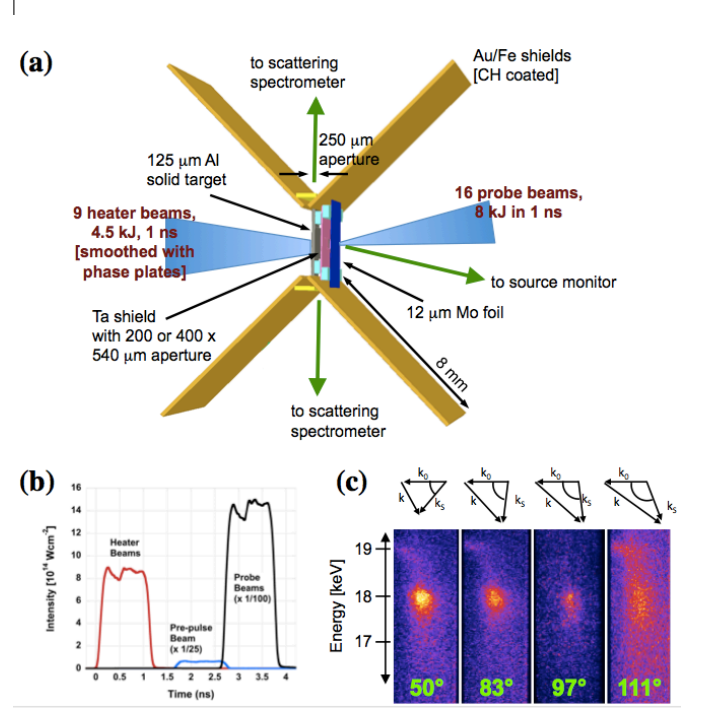 (a)
to scattering
spectrometer
Au/Fe shields
[CH coated]
250 μm
aperture
125 μm Al
solid target
16 probe beams,
8 kJ in 1 ns
9 heater beams,
4.5 kJ, 1 ns
[smoothed with
phase plates]
to source monitor
12 μm Mo foil
Ta shield
with 200 or 400 x
540 μm aperture
8 mm
to scattering
spectrometer
(b)
16
14
12
10
8
6
4
2
0
Intensity [10¹⁴ Wcm⁻²]
Heater
Beams
Probe
Beams
(x 1/100)
Pre-pulse
Beam
(x 1/25)
0 0.5 1 1.5 2 2.5 3 3.5 4
Time (ns)
(c)
k₀ k₀ k₀ k₀
k kₛ k kₛ k kₛ k kₛ
Energy [keV]
19
18
17
50° 83° 97° 111°